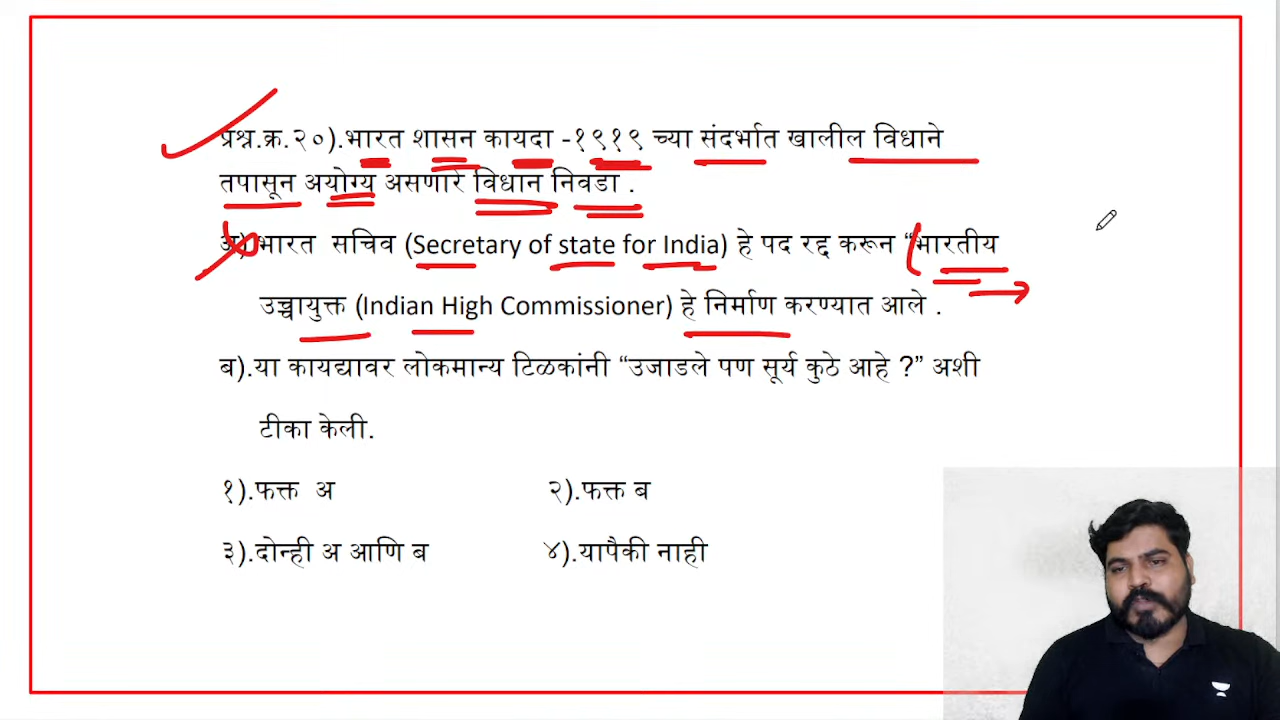 प्रश्न.क्र.२०).भारत शासन कायदा -१९१९ च्या संदर्भात खालील विधाने
तपासून अयोग्य असणारे विधान निवडा .
अ).भारत सचिव (Secretary of state for India) हे पद रद्द करून “भारतीय
उच्चायुक्त (Indian High Commissioner) हे निर्माण करण्यात आले .
ब).या कायद्यावर लोकमान्य टिळकांनी “उजाडले पण सूर्य कुठे आहे ?” अशी
टीका केली.
१).फक्त अ २).फक्त ब
३).दोन्ही अ आणि ब ४).यापैकी नाही